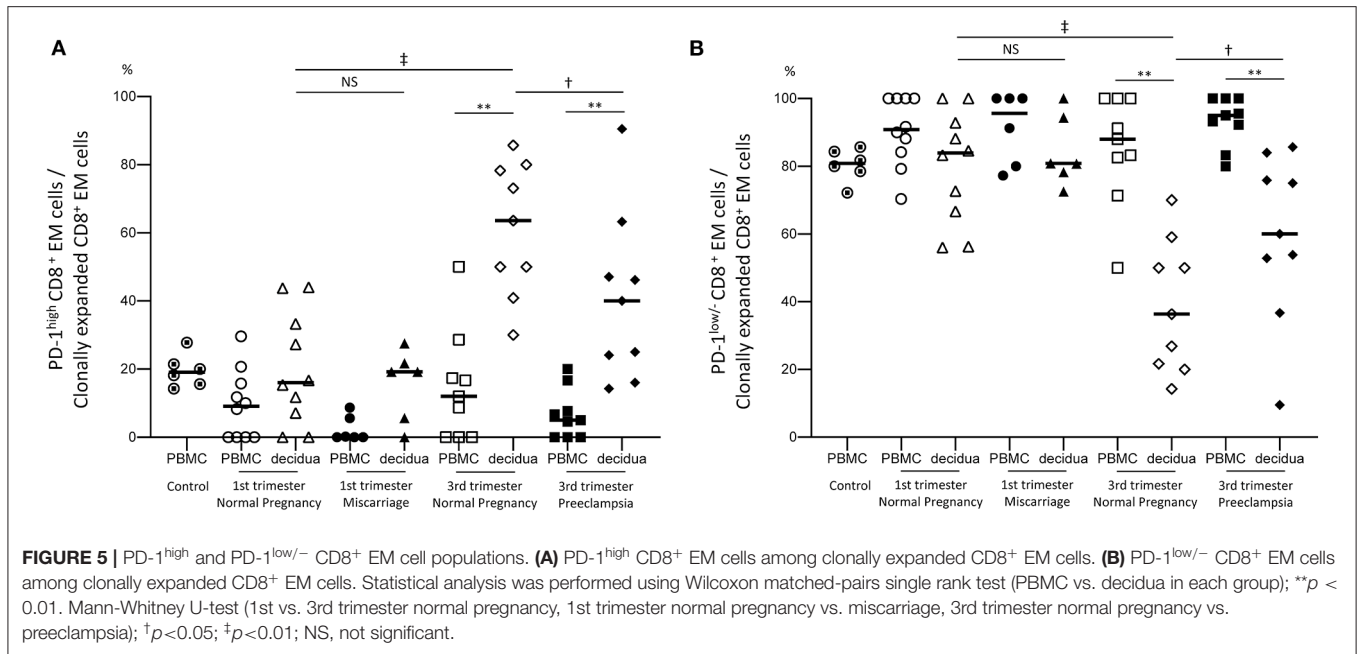 A
%
‡
NS
†
**
**
100
80
60
40
20
0
PD-1high CD8+ EM cells /
Clonally expanded CD8+ EM cells
PBMC PBMC decidua PBMC decidua PBMC decidua PBMC decidua
Control
1st trimester
Normal Pregnancy
1st trimester
Miscarriage
3rd trimester
Normal Pregnancy
3rd trimester
Preeclampsia
B
%
‡
NS
†
**
**
100
80
60
40
20
0
PD-1low/- CD8+ EM cells /
Clonally expanded CD8+ EM cells
PBMC PBMC decidua PBMC decidua PBMC decidua PBMC decidua
Control
1st trimester
Normal Pregnancy
1st trimester
Miscarriage
3rd trimester
Normal Pregnancy
3rd trimester
Preeclampsia
FIGURE 5 | PD-1high and PD-1low/− CD8+ EM cell populations. (A) PD-1high CD8+ EM cells among clonally expanded CD8+ EM cells. (B) PD-1low/− CD8+ EM cells
among clonally expanded CD8+ EM cells. Statistical analysis was performed using Wilcoxon matched-pairs single rank test (PBMC vs. decidua in each group); **p <
0.01. Mann-Whitney U-test (1st vs. 3rd trimester normal pregnancy, 1st trimester normal pregnancy vs. miscarriage, 3rd trimester normal pregnancy vs.
preeclampsia); †p<0.05; ‡p<0.01; NS, not significant.